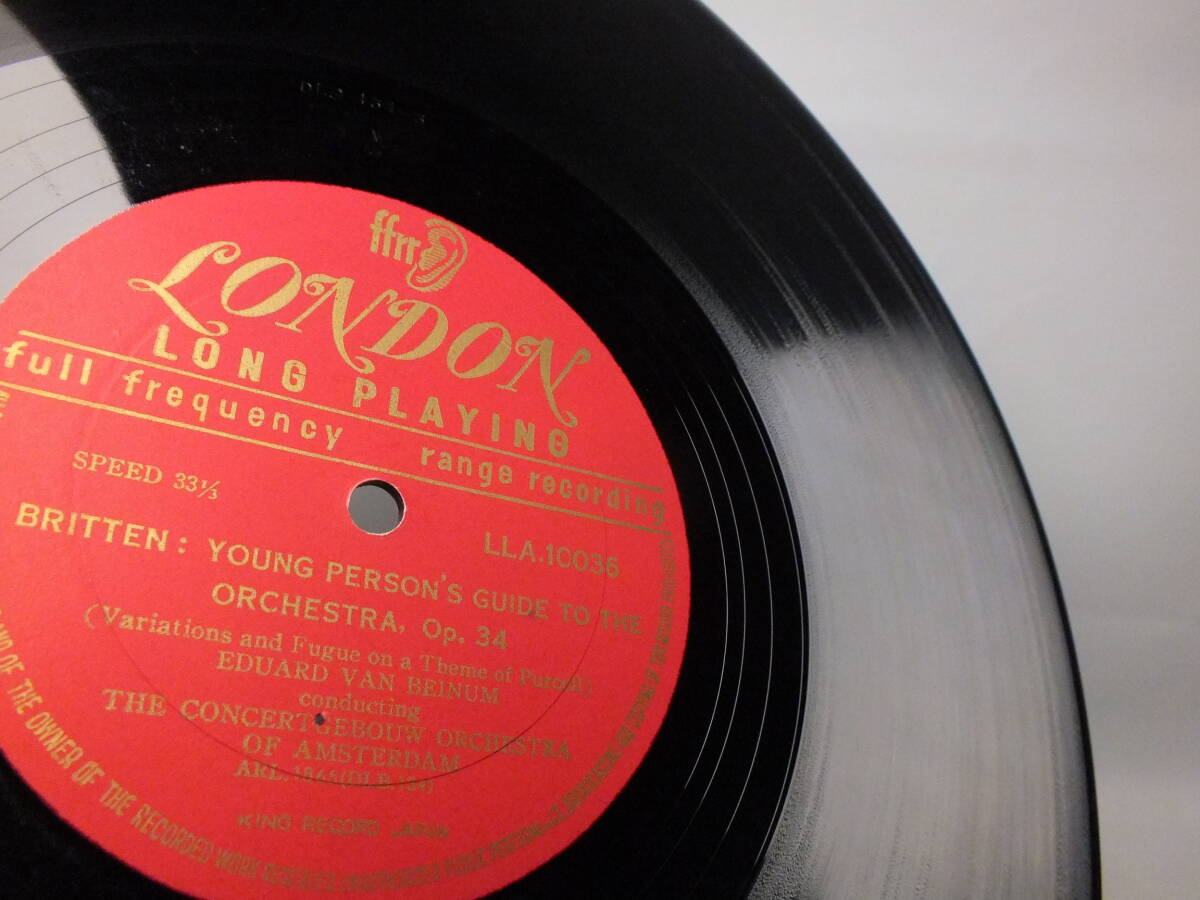 ffrr
LONDON
LONG PLAYING
full frequency range recording
SPEED 33⅓
LLA.10036
BRITTEN: YOUNG PERSON'S GUIDE TO THE
ORCHESTRA, Op. 34
(Variations and Fugue on a Theme of Purcell)
EDUARD VAN BEINUM
conducting
THE CONCERTGEBOUW ORCHESTRA
OF AMSTERDAM
KING RECORD JAPAN
AND OF THE OWNER OF THE RECORDED WORK